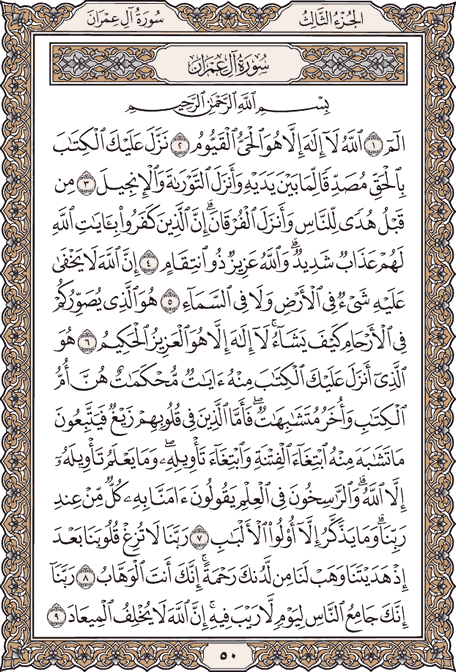 سُورَةُ آلِ عِمْرَانَ الجُزْءُ الثَّالِثُ
سُورَةُ آلِ عِمْرَانَ
بِسْمِ ٱللَّهِ ٱلرَّحْمَٰنِ ٱلرَّحِيمِ
الٓمٓ ١ ٱللَّهُ لَآ إِلَٰهَ إِلَّا هُوَ ٱلْحَىُّ ٱلْقَيُّومُ ٢ نَزَّلَ عَلَيْكَ ٱلْكِتَٰبَ
بِٱلْحَقِّ مُصَدِّقًا لِّمَا بَيْنَ يَدَيْهِ وَأَنزَلَ ٱلتَّوْرَىٰةَ وَٱلْإِنجِيلَ ٣ مِن
قَبْلُ هُدًى لِّلنَّاسِ وَأَنزَلَ ٱلْفُرْقَانَۗ إِنَّ ٱلَّذِينَ كَفَرُوا۟ بِـَٔايَٰتِ ٱللَّهِ
لَهُمْ عَذَابٌ شَدِيدٌۗ وَٱللَّهُ عَزِيزٌ ذُو ٱنتِقَامٍ ٤ إِنَّ ٱللَّهَ لَا يَخْفَىٰ
عَلَيْهِ شَىْءٌ فِى ٱلْأَرْضِ وَلَا فِى ٱلسَّمَآءِ ٥ هُوَ ٱلَّذِى يُصَوِّرُكُمْ
فِى ٱلْأَرْحَامِ كَيْفَ يَشَآءُۚ لَآ إِلَٰهَ إِلَّا هُوَ ٱلْعَزِيزُ ٱلْحَكِيمُ ٦ هُوَ
ٱلَّذِىٓ أَنزَلَ عَلَيْكَ ٱلْكِتَٰبَ مِنْهُ ءَايَٰتٌ مُّحْكَمَٰتٌ هُنَّ أُمُّ
ٱلْكِتَٰبِ وَأُخَرُ مُتَشَٰبِهَٰتٌۖ فَأَمَّا ٱلَّذِينَ فِى قُلُوبِهِمْ زَيْغٌ فَيَتَّبِعُونَ
مَا تَشَٰبَهَ مِنْهُ ٱبْتِغَآءَ ٱلْفِتْنَةِ وَٱبْتِغَآءَ تَأْوِيلِهِۦۗ وَمَا يَعْلَمُ تَأْوِيلَهُۥٓ
إِلَّا ٱللَّهُۗ وَٱلرَّٰسِخُونَ فِى ٱلْعِلْمِ يَقُولُونَ ءَامَنَّا بِهِۦ كُلٌّ مِّنْ عِندِ
رَبِّنَاۗ وَمَا يَذَّكَّرُ إِلَّآ أُو۟لُوا۟ ٱلْأَلْبَٰبِ ٧ رَبَّنَا لَا تُزِغْ قُلُوبَنَا بَعْدَ
إِذْ هَدَيْتَنَا وَهَبْ لَنَا مِن لَّدُنكَ رَحْمَةًۚ إِنَّكَ أَنتَ ٱلْوَهَّابُ ٨ رَبَّنَآ
إِنَّكَ جَامِعُ ٱلنَّاسِ لِيَوْمٍ لَّا رَيْبَ فِيهِۚ إِنَّ ٱللَّهَ لَا يُخْلِفُ ٱلْمِيعَادَ ٩
٥٠